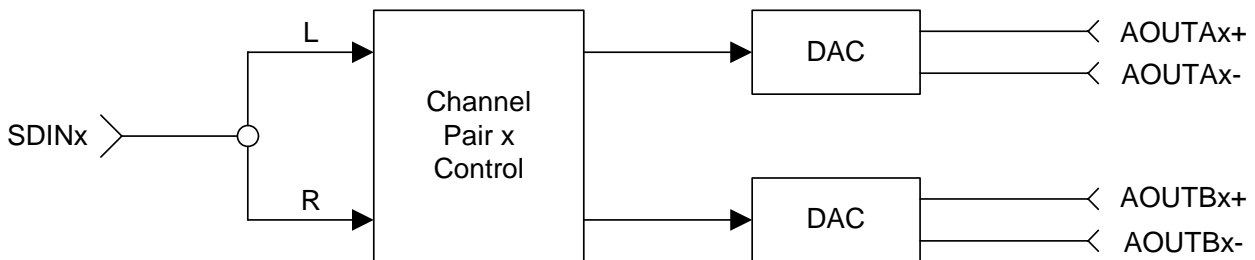 L
SDINx
R
Channel
Pair x
Control
DAC
AOUTAx+
AOUTAx-
DAC
AOUTBx+
AOUTBx-